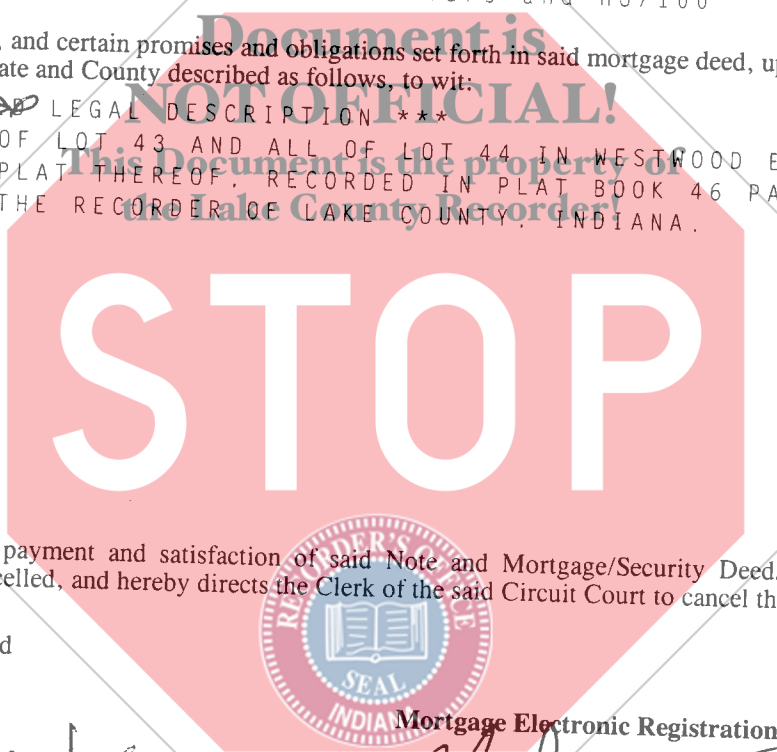 Document is
, and certain promises and obligations set forth in said mortgage deed, up
ate and County described as follows, to wit:
NOT OFFICIAL!
LEGAL DESCRIPTION ***
OF LOT 43 AND ALL OF LOT 44 IN WESTWOOD E
This Document is the property of
PLAT THEREOF, RECORDED IN PLAT BOOK 46 PA
the Lake County Recorder!
THE RECORDER OF LAKE COUNTY, INDIANA.
STOP
payment and satisfaction of said Note and Mortgage/Security Deed,
celled, and hereby directs the Clerk of the said Circuit Court to cancel th
RECORDER'S OFFICE
d
SEAL
INDIANA
Mortgage Electronic Registration